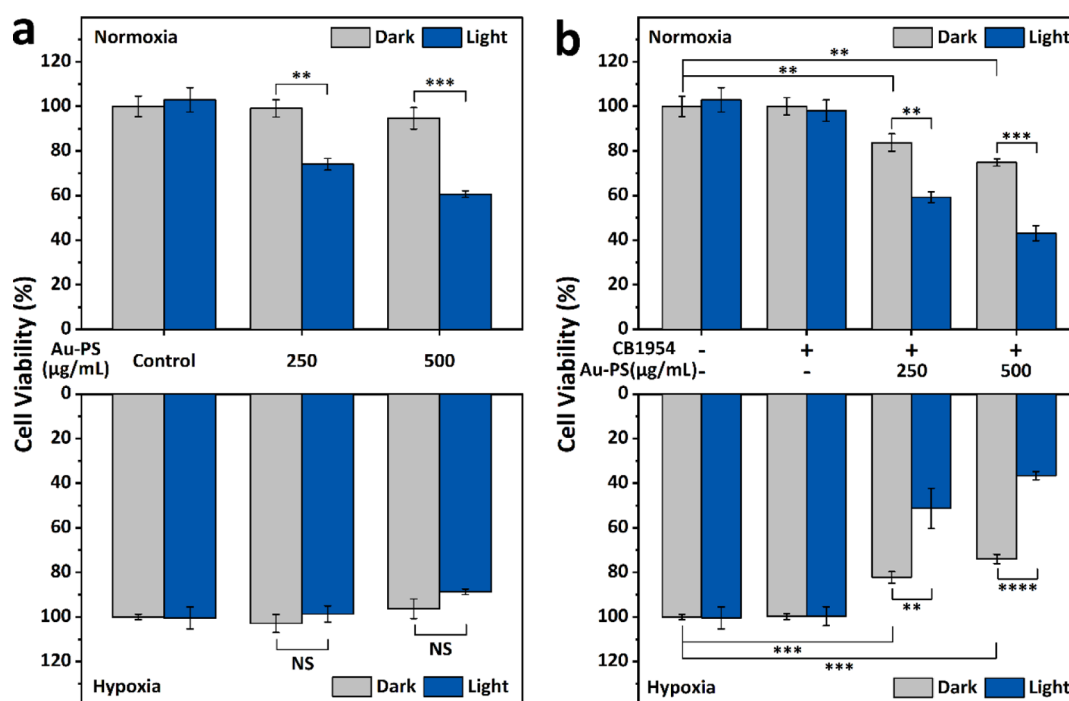 a
Normoxia
Dark
Light
120
100
80
60
40
20
0
**
***
Cell Viability (%)
Au-PS
(µg/mL)
Control
250
500
0
20
40
60
80
100
120
NS
NS
Hypoxia
Dark
Light
b
Normoxia
Dark
Light
120
100
80
60
40
20
0
**
**
**
***
Cell Viability (%)
CB1954 - + + +
Au-PS(µg/mL) - - 250 500
0
20
40
60
80
100
120
**
****
***
***
Hypoxia
Dark
Light